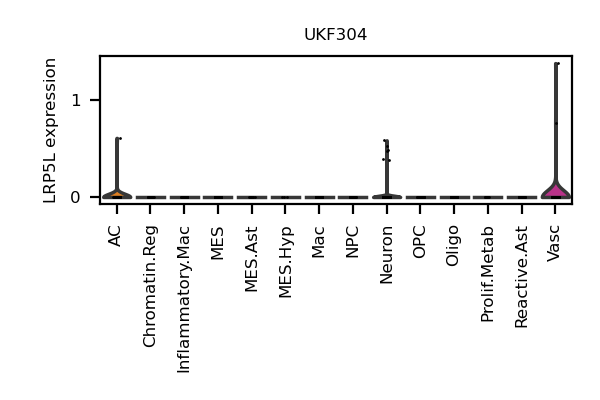 UKF304
LRP5L expression
1
0
AC
Chromatin.Reg
Inflammatory.Mac
MES
MES.Ast
MES.Hyp
Mac
NPC
Neuron
OPC
Oligo
Prolif.Metab
Reactive.Ast
Vasc